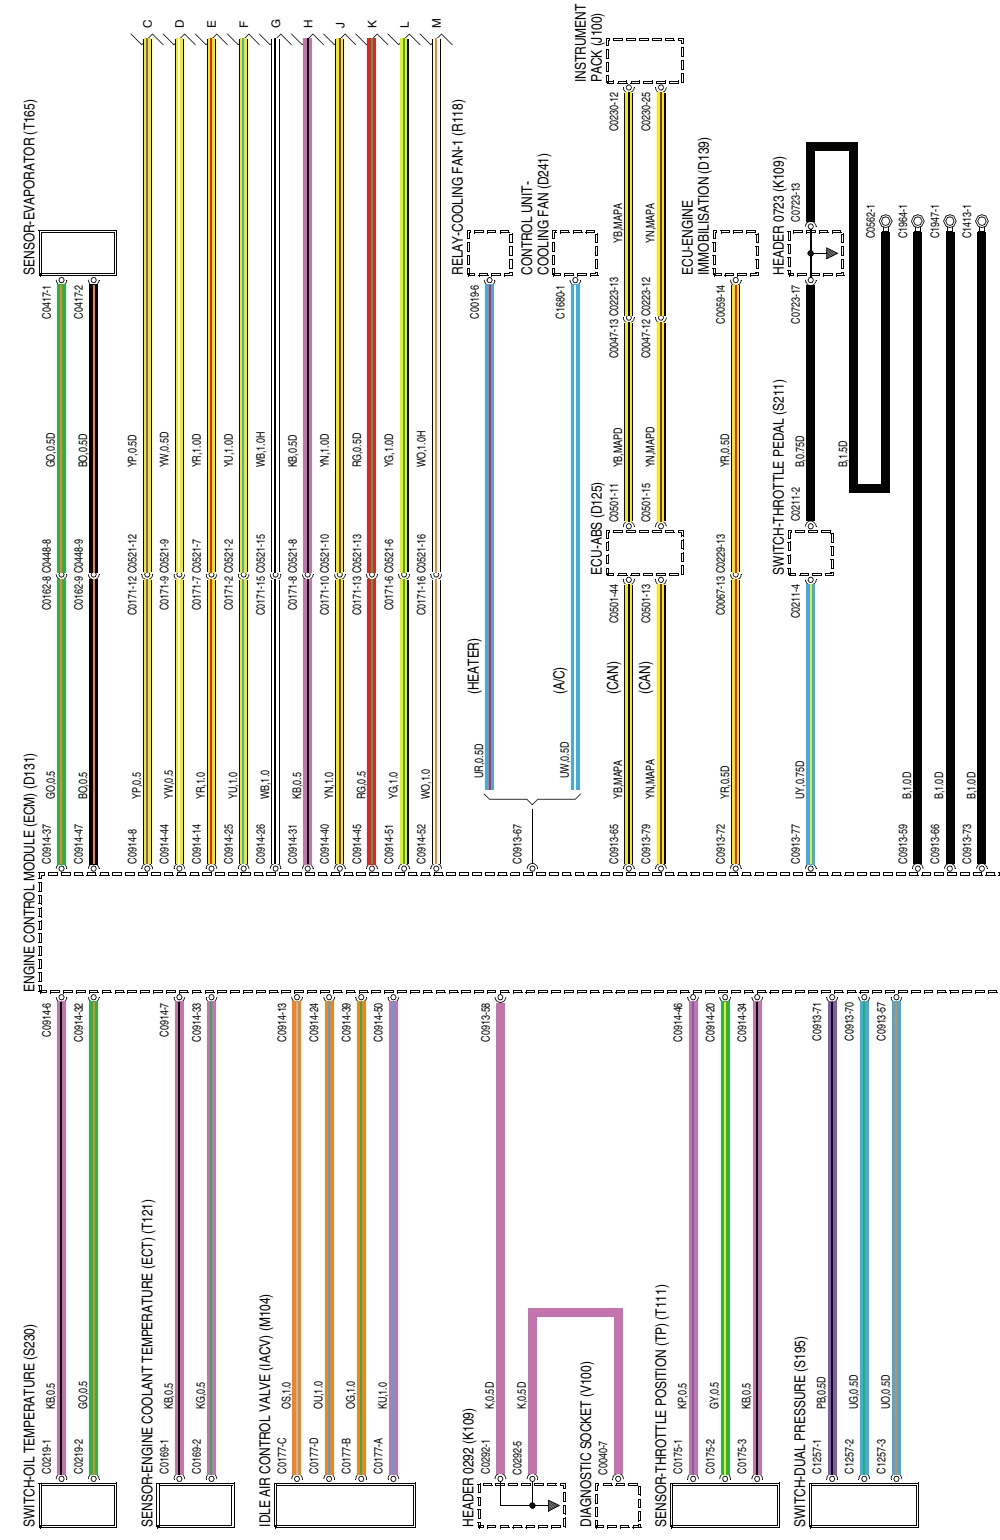 SENSOR-EVAPORATOR (T165)
C0417-1
C0417-2
GO,0.5D
BO,0.5D
C0162-8 C0448-8
C0162-9 C0448-9
GO,0.5
BO,0.5
C0914-37
C0914-47
ENGINE CONTROL MODULE (ECM) (D131)
C
D
E
F
G
H
J
K
L
M
YP,0.5D
YW,0.5D
YR,1.0D
YU,1.0D
WB,1.0H
KB,0.5D
YN,1.0D
RG,0.5D
YG,1.0D
WO,1.0H
C0171-12 C0521-12
C0171-9 C0521-9
C0171-7 C0521-7
C0171-2 C0521-2
C0171-15 C0521-15
C0171-8 C0521-8
C0171-10 C0521-10
C0171-13 C0521-13
C0171-6 C0521-6
C0171-16 C0521-16
YP,0.5
YW,0.5
YR,1.0
YU,1.0
WB,1.0
KB,0.5
YN,1.0
RG,0.5
YG,1.0
WO,1.0
C0914-8
C0914-44
C0914-14
C0914-25
C0914-26
C0914-31
C0914-40
C0914-45
C0914-51
C0914-52
RELAY-COOLING FAN-1 (R118)
C0019-6
(HEATER)
UR,0.5D
CONTROL UNIT-
COOLING FAN (D241)
C1680-1
(A/C)
UW,0.5D
C0913-67
INSTRUMENT
PACK (J100)
C0230-12
C0230-25
YB,MAPA
YN,MAPA
C0047-13 C0223-13
C0047-12 C0223-12
YB,MAPD
YN,MAPD
ECU-ABS (D125)
C0501-11
C0501-15
C0501-44
C0501-13
(CAN)
(CAN)
YB,MAPA
YN,MAPA
C0913-65
C0913-79
ECU-ENGINE
IMMOBILISATION (D139)
C0059-14
YR,0.5D
C0067-13 C0229-13
YR,0.5D
C0913-72
HEADER 0723 (K109)
C0723-13
C0723-17
B,0.75D
B,1.5D
C0562-1
SWITCH-THROTTLE PEDAL (S211)
C0211-2
C0211-4
UY,0.75D
C0913-77
C1964-1
C1947-1
C1413-1
B,1.0D
B,1.0D
B,1.0D
C0913-59
C0913-66
C0913-73
SWITCH-OIL TEMPERATURE (S230)
C0219-1
C0219-2
KB,0.5
GO,0.5
C0914-6
C0914-32
SENSOR-ENGINE COOLANT TEMPERATURE (ECT) (T121)
C0169-1
C0169-2
KB,0.5
KG,0.5
C0914-7
C0914-33
IDLE AIR CONTROL VALVE (IACV) (M104)
C0177-C
C0177-D
C0177-B
C0177-A
OS,1.0
OU,1.0
OG,1.0
KU,1.0
C0914-13
C0914-24
C0914-39
C0914-50
HEADER 0292 (K109)
C0292-1
C0292-5
K,0.5D
K,0.5D
C0913-58
DIAGNOSTIC SOCKET (V100)
C0040-7
SENSOR-THROTTLE POSITION (TP) (T111)
C0175-1
C0175-2
C0175-3
KP,0.5
GY,0.5
KB,0.5
C0914-46
C0914-20
C0914-34
SWITCH-DUAL PRESSURE (S195)
C1257-1
C1257-2
C1257-3
PB,0.5D
UG,0.5D
UO,0.5D
C0913-71
C0913-70
C0913-57